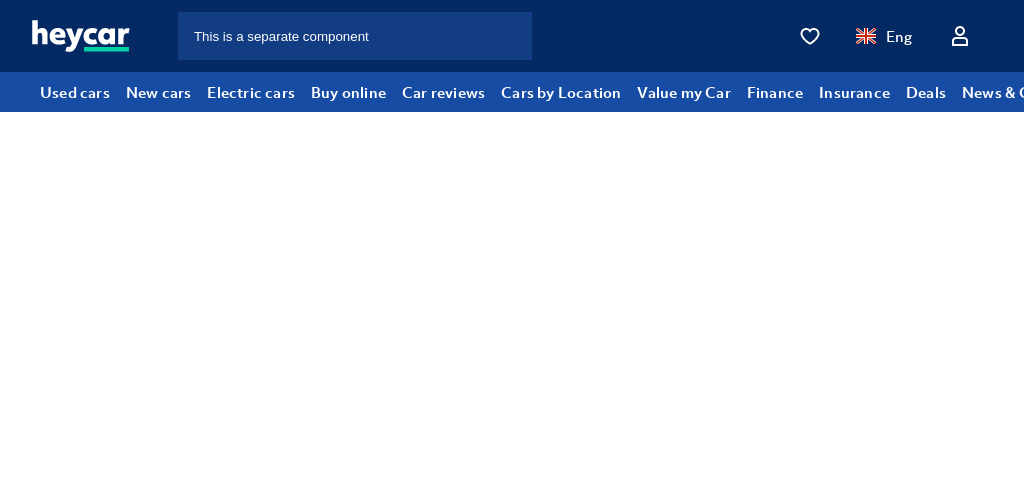 heycar
This is a separate component
Eng
Used cars New cars Electric cars Buy online Car reviews Cars by Location Value my Car Finance Insurance Deals News &